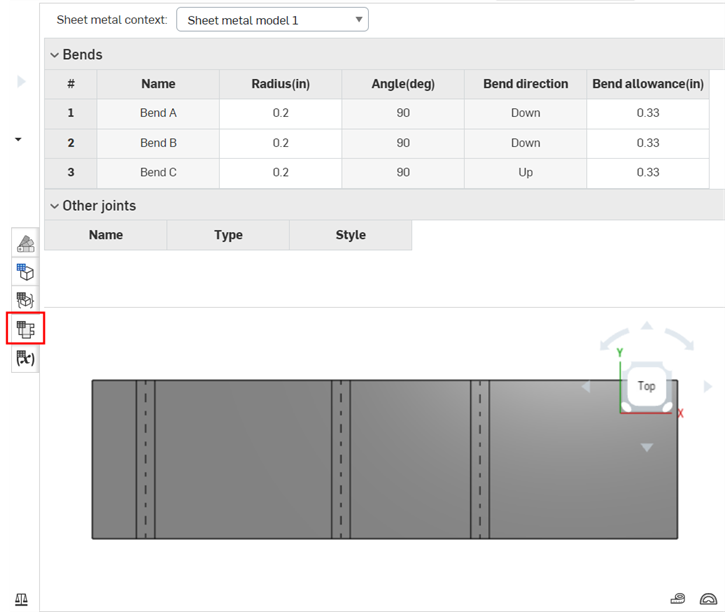 Sheet metal context: Sheet metal model 1
Bends
# Name Radius(in) Angle(deg) Bend direction Bend allowance(in)
1 Bend A 0.2 90 Down 0.33
2 Bend B 0.2 90 Down 0.33
3 Bend C 0.2 90 Up 0.33
Other joints
Name Type Style
(x)
Y
Top
X